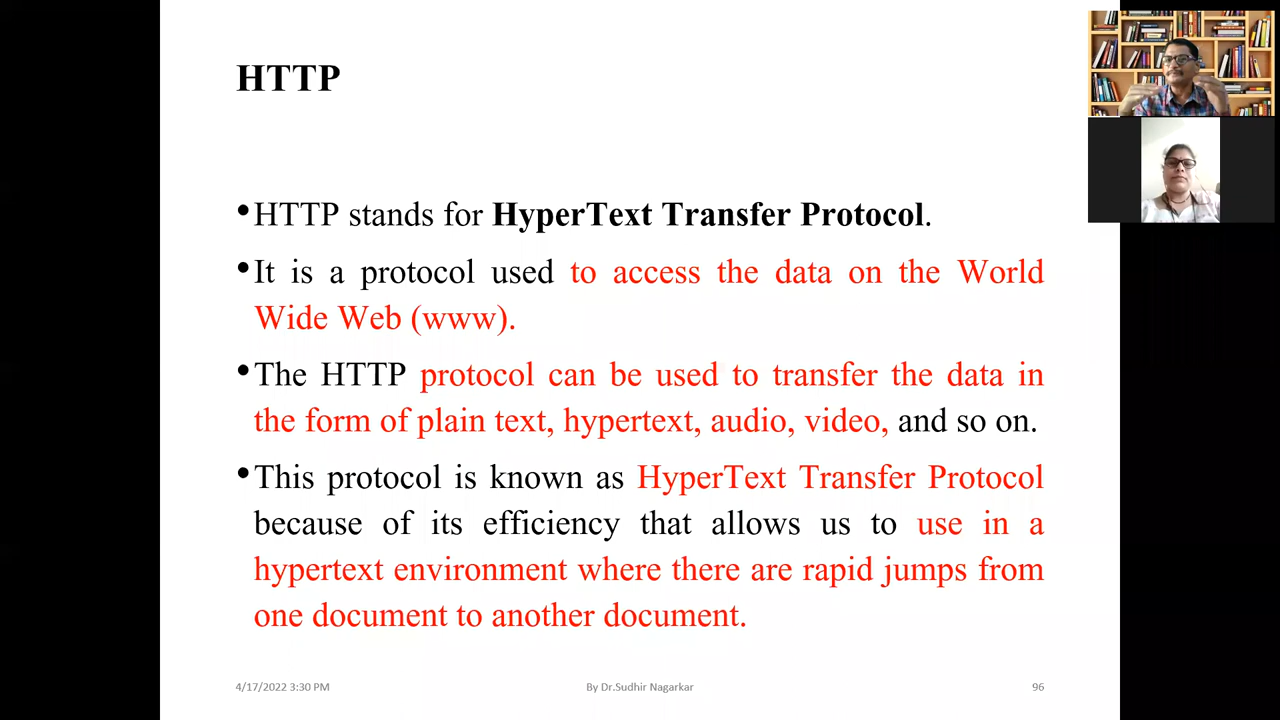 HTTP
•HTTP stands for HyperText Transfer Protocol.
•It is a protocol used to access the data on the World
Wide Web (www).
•The HTTP protocol can be used to transfer the data in
the form of plain text, hypertext, audio, video, and so on.
•This protocol is known as HyperText Transfer Protocol
because of its efficiency that allows us to use in a
hypertext environment where there are rapid jumps from
one document to another document.
4/17/2022 3:30 PM
By Dr.Sudhir Nagarkar
96